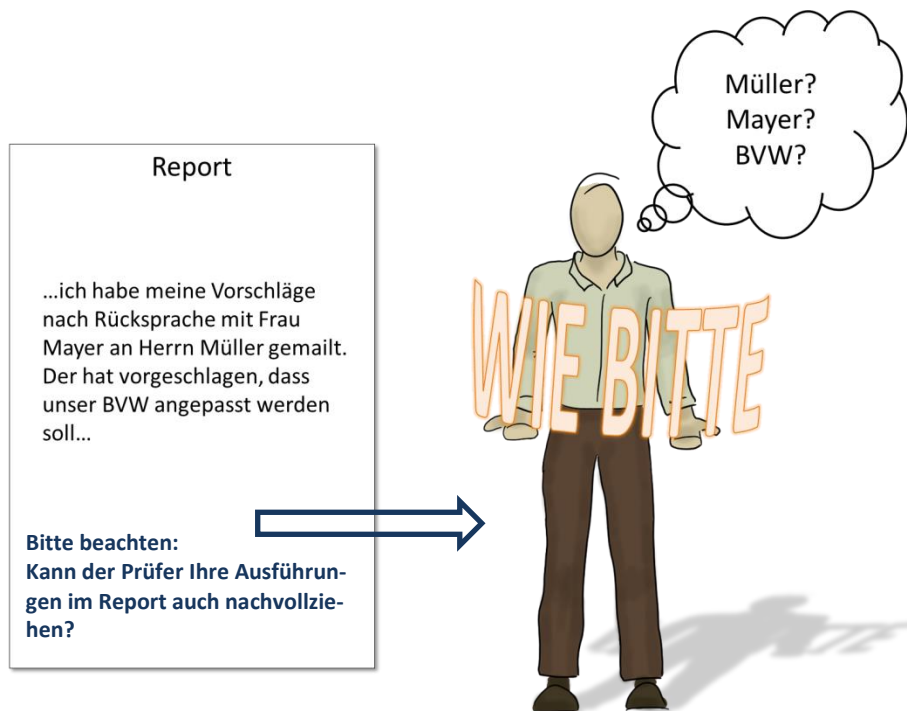 Müller?
Mayer?
BVW?
Report
...ich habe meine Vorschläge
nach Rücksprache mit Frau
Mayer an Herrn Müller gemailt.
Der hat vorgeschlagen, dass
unser BVW angepasst werden
soll...
Bitte beachten:
Kann der Prüfer Ihre Ausführun-
gen im Report auch nachvollzie-
hen?
WIE BITTE